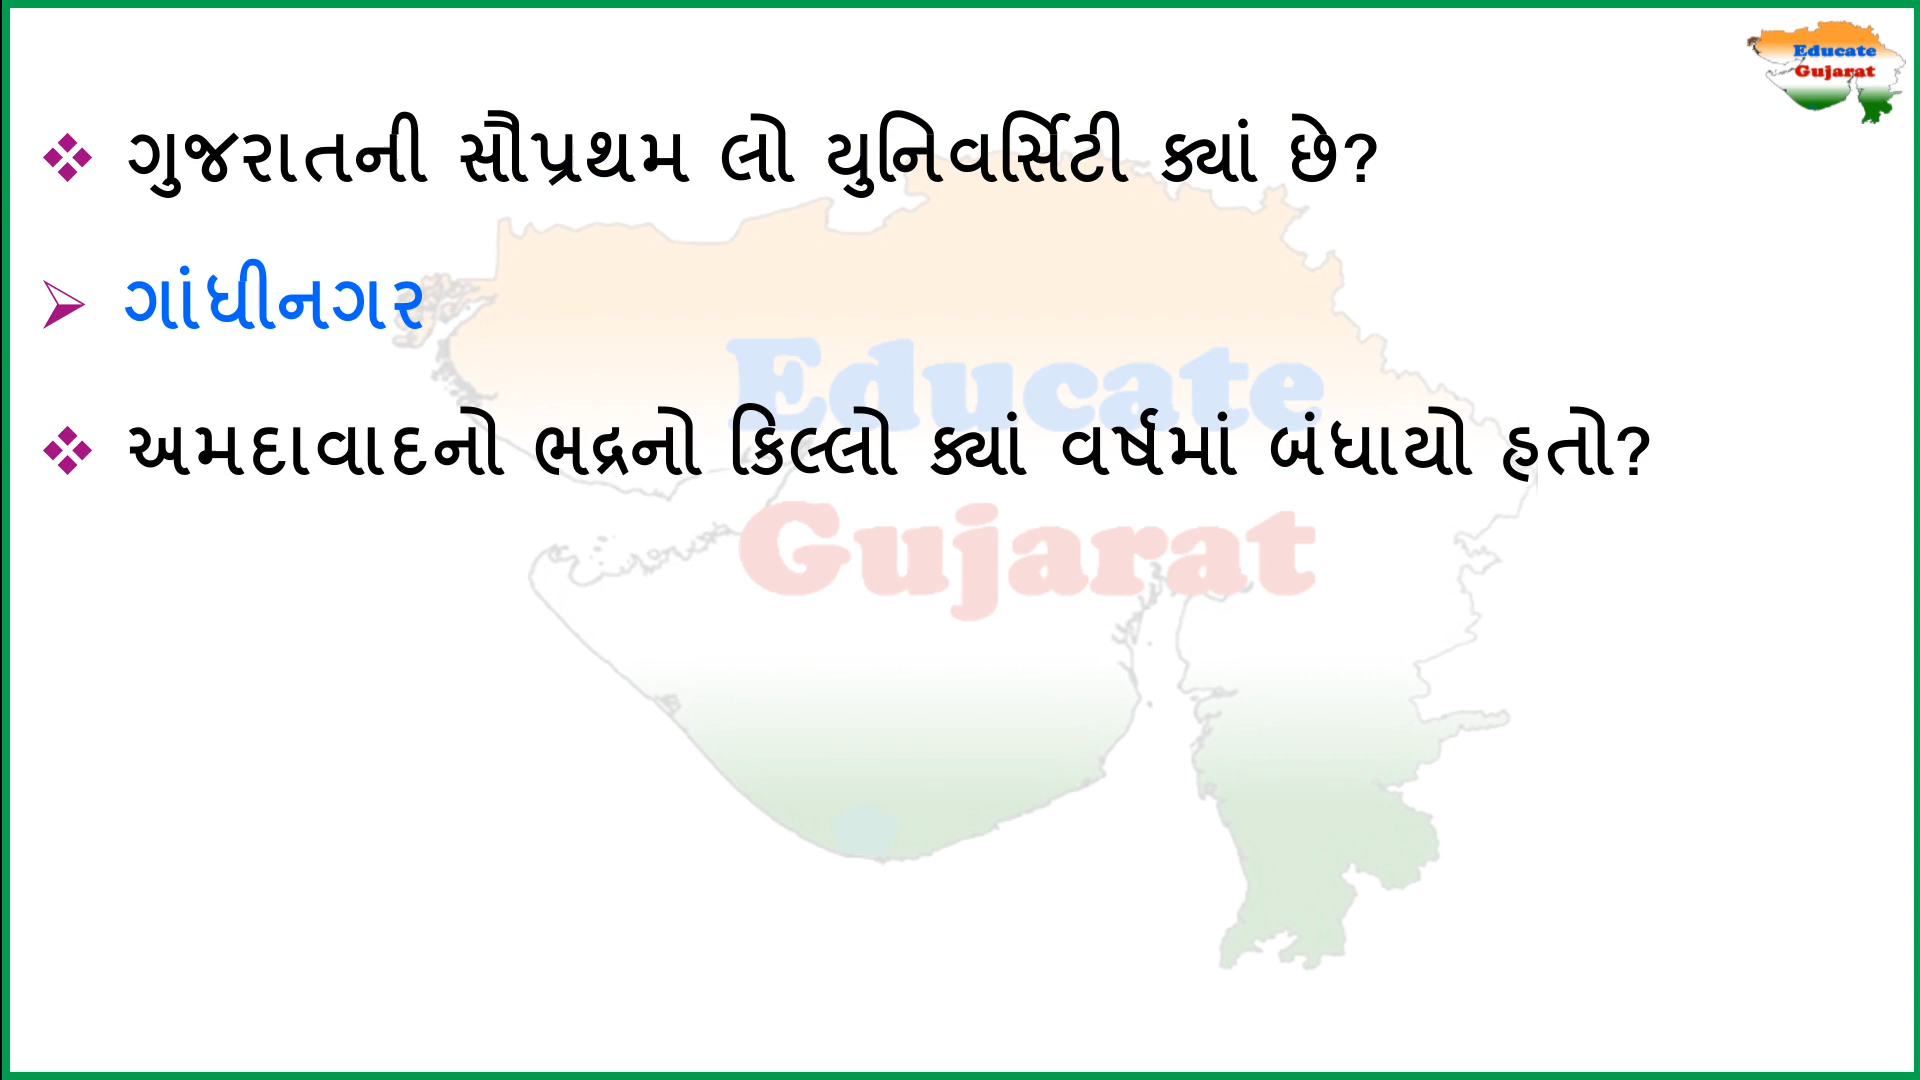 Educate
Gujarat
❖ ગુજરાતની સૌપ્રથમ લો યુનિવર્સિટી ક્યાં છે?
➢ ગાંધીનગર
❖ અમદાવાદનો ભદ્રનો કિલ્લો ક્યાં વર્ષમાં બંધાયો હતો?
Educate
Gujarat